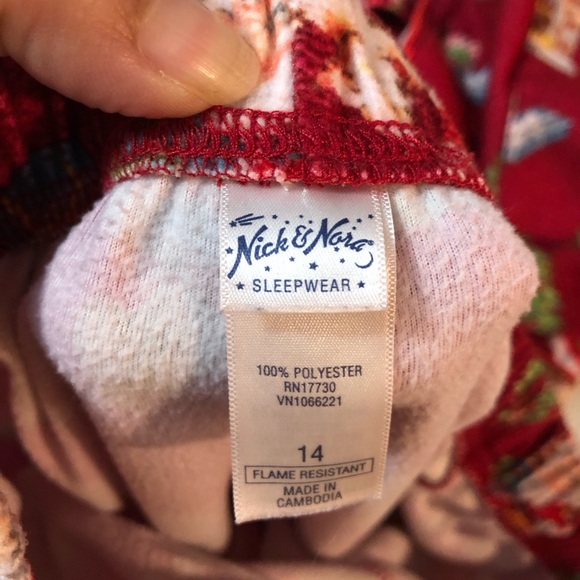 Nick & Nora
SLEEPWEAR
100% POLYESTER
RN17730
VN1066221
14
FLAME RESISTANT
MADE IN
CAMBODIA